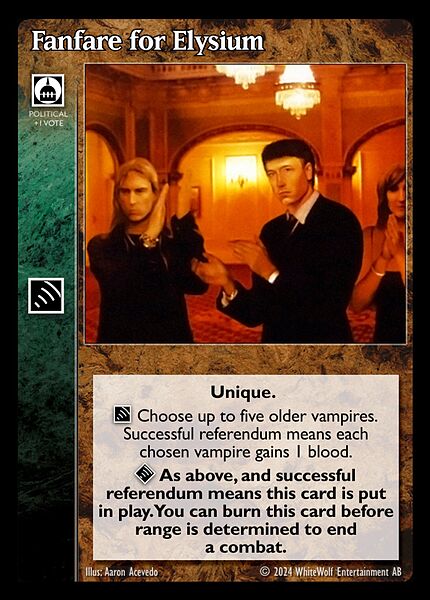 Fanfare for Elysium
POLITICAL
+1 VOTE
Unique.
Choose up to five older vampires.
Successful referendum means each
chosen vampire gains 1 blood.
As above, and successful
referendum means this card is put
in play.You can burn this card before
range is determined to end
a combat.
Illus: Aaron Acevedo © 2024 WhiteWolf Entertainment AB